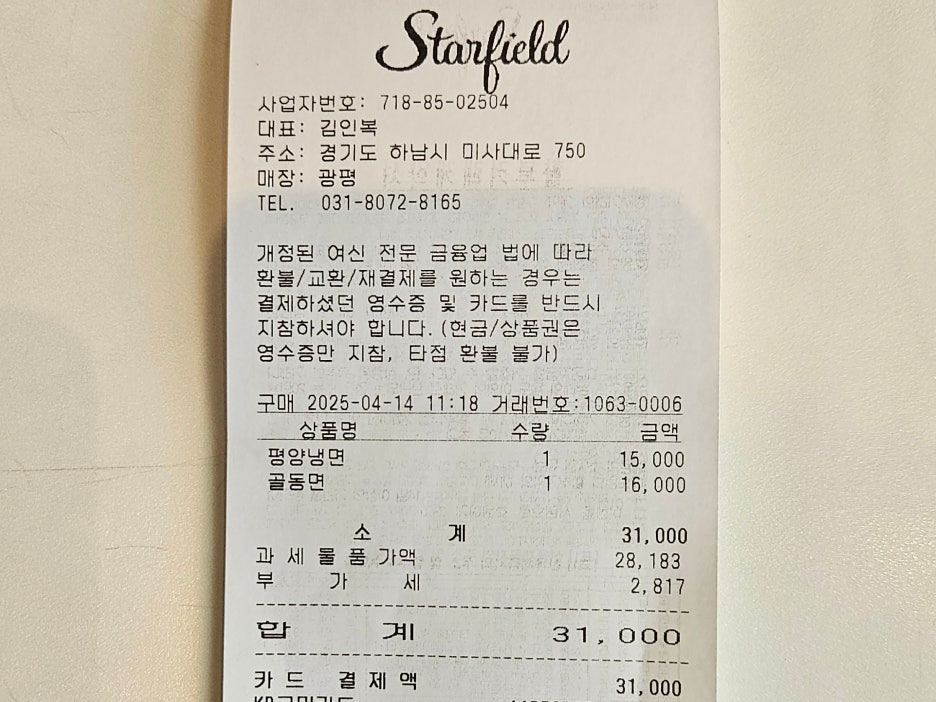 Starfield
사업자번호: 718-85-02504
대표: 김인복
주소: 경기도 하남시 미사대로 750
매장: 광평
TEL. 031-8072-8165
개정된 여신 전문 금융업 법에 따라
환불/교환/재결제를 원하는 경우는
결제하셨던 영수증 및 카드를 반드시
지참하셔야 합니다.(현금/상품권은
영수증만 지참, 타점 환불 불가)
구매 2025-04-14 11:18 거래번호:1063-0006
상품명 수량 금액
평양냉면 1 15,000
골동면 1 16,000
소 계 31,000
과 세 물 품 가액 28,183
부 가 세 2,817
합 계 31,000
카 드 결 제 액 31,000